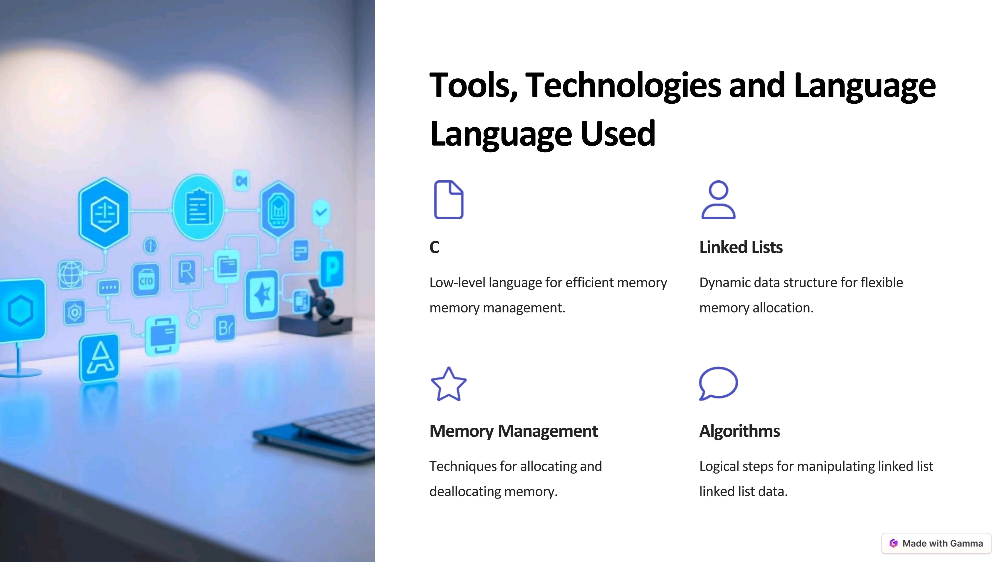 Tools, Technologies and Language
Language Used
C
Low-level language for efficient memory
memory management.
Linked Lists
Dynamic data structure for flexible
memory allocation.
Memory Management
Techniques for allocating and
deallocating memory.
Algorithms
Logical steps for manipulating linked list
linked list data.
cro
R
P
Br
A
Made with Gamma